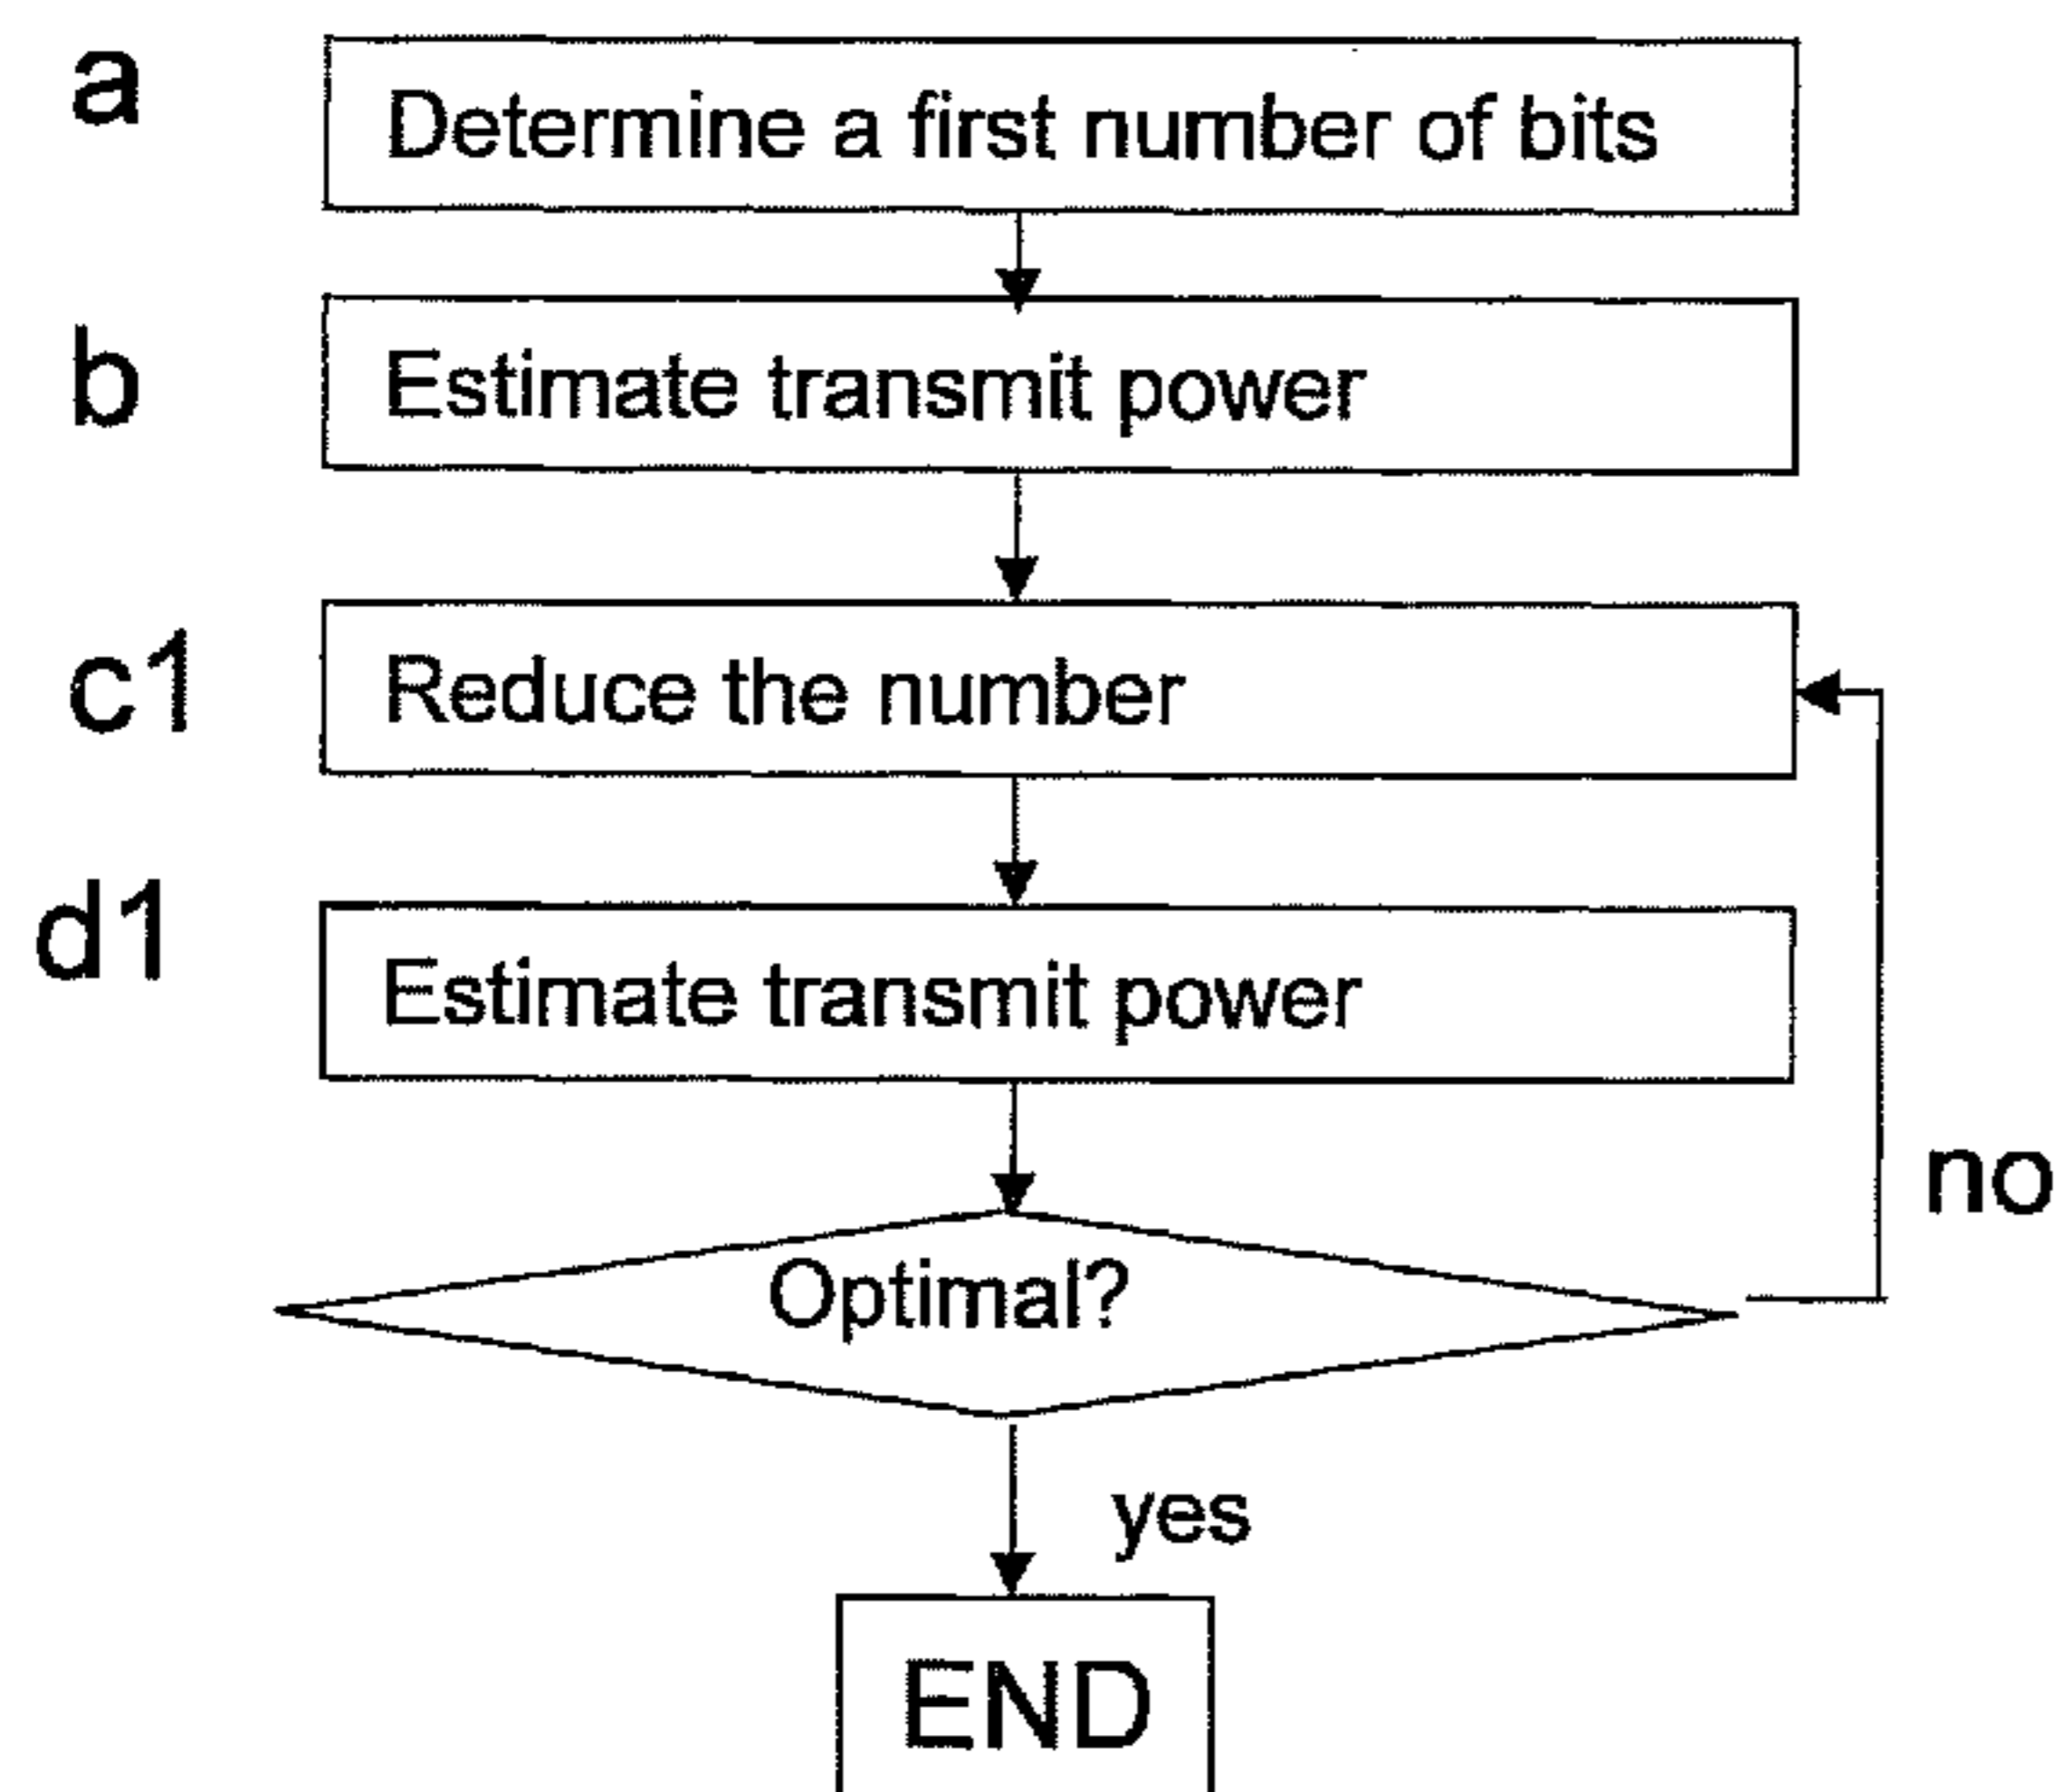 a
Determine a first number of bits
b
Estimate transmit power
c1
Reduce the number
d1
Estimate transmit power
no
Optimal?
yes
END